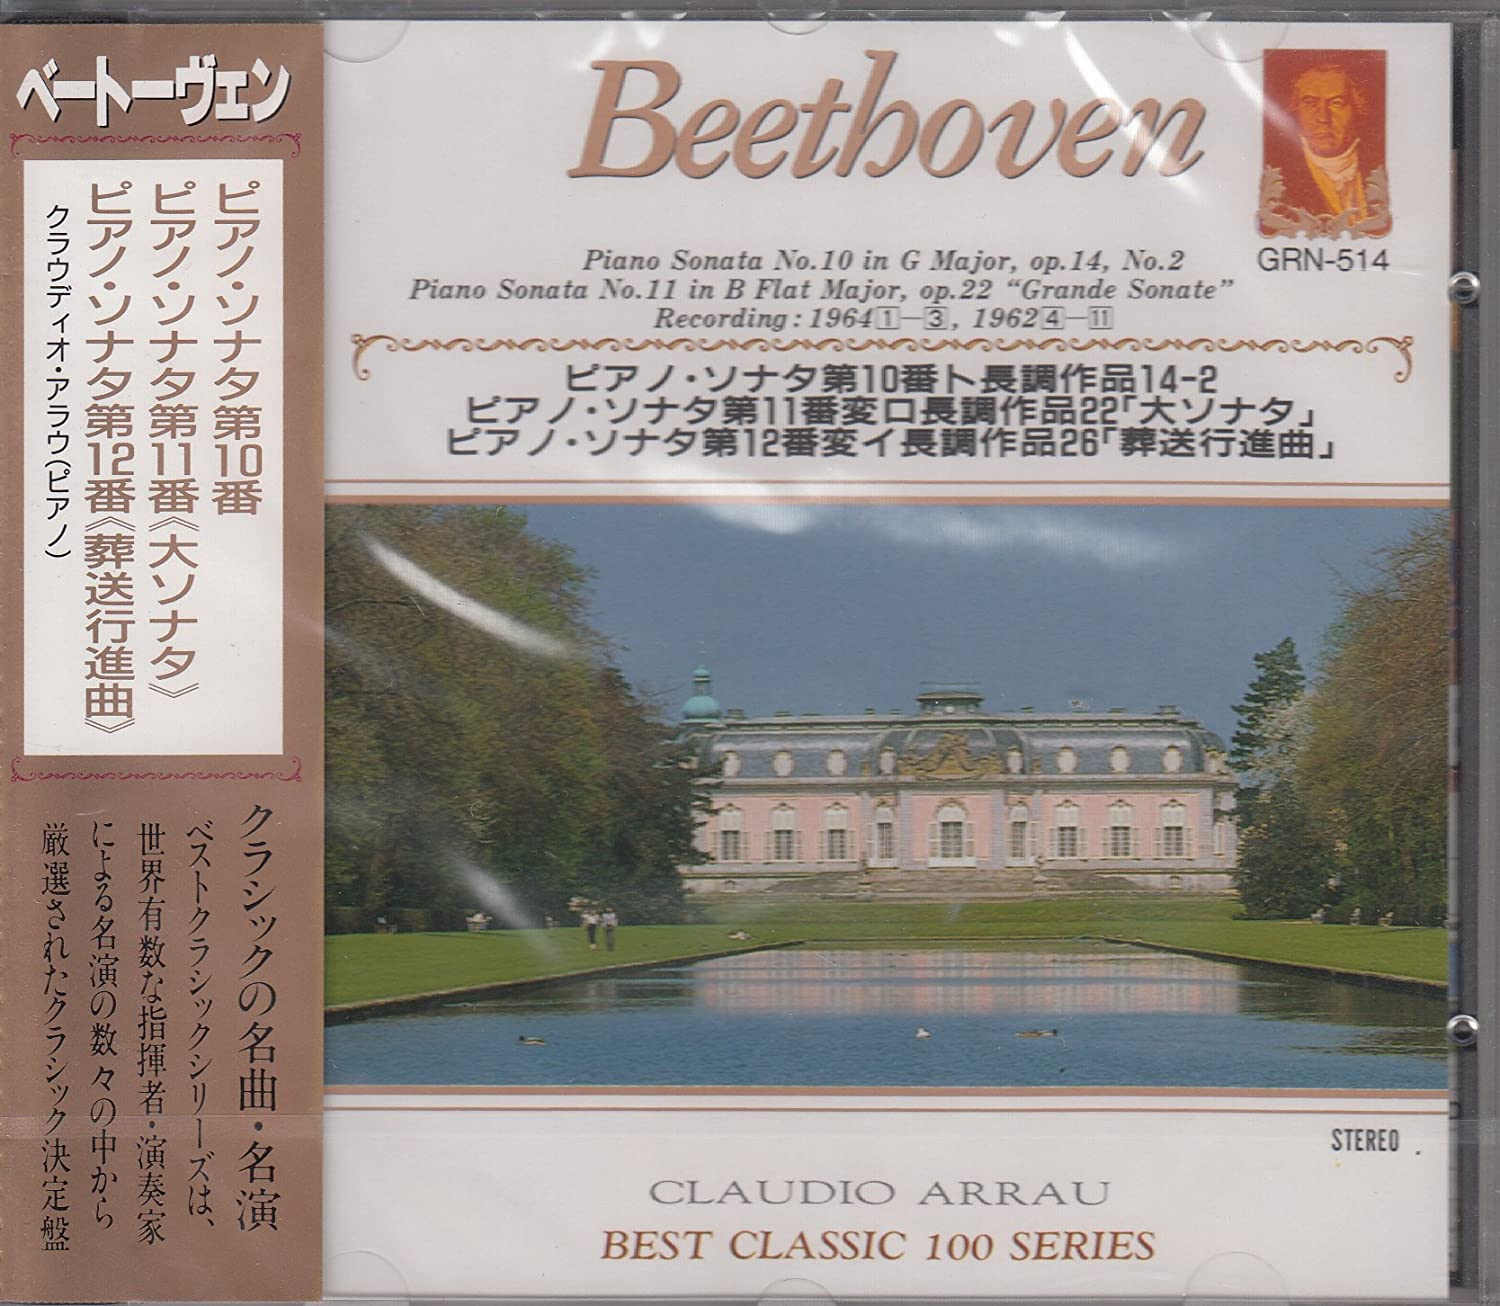 ベートーヴェン
ピアノ・ソナタ第10番
ピアノ・ソナタ第11番《大ソナタ》
ピアノ・ソナタ第12番《葬送行進曲》
クラウディオ・アラウ(ピアノ)
クラシックの名曲・名演
ベストクラシックシリーズは、
世界有数な指揮者・演奏家
による名演の数々の中から
厳選されたクラシック決定盤
Beethoven
GRN-514
Piano Sonata No.10 in G Major, op.14, No.2
Piano Sonata No.11 in B Flat Major, op.22 “Grande Sonate”
Recording: 1964 1-3, 1962 4-11
ピアノ・ソナタ第10番ト長調作品14-2
ピアノ・ソナタ第11番変ロ長調作品22「大ソナタ」
ピアノ・ソナタ第12番変イ長調作品26「葬送行進曲」
STEREO
CLAUDIO ARRAU
BEST CLASSIC 100 SERIES